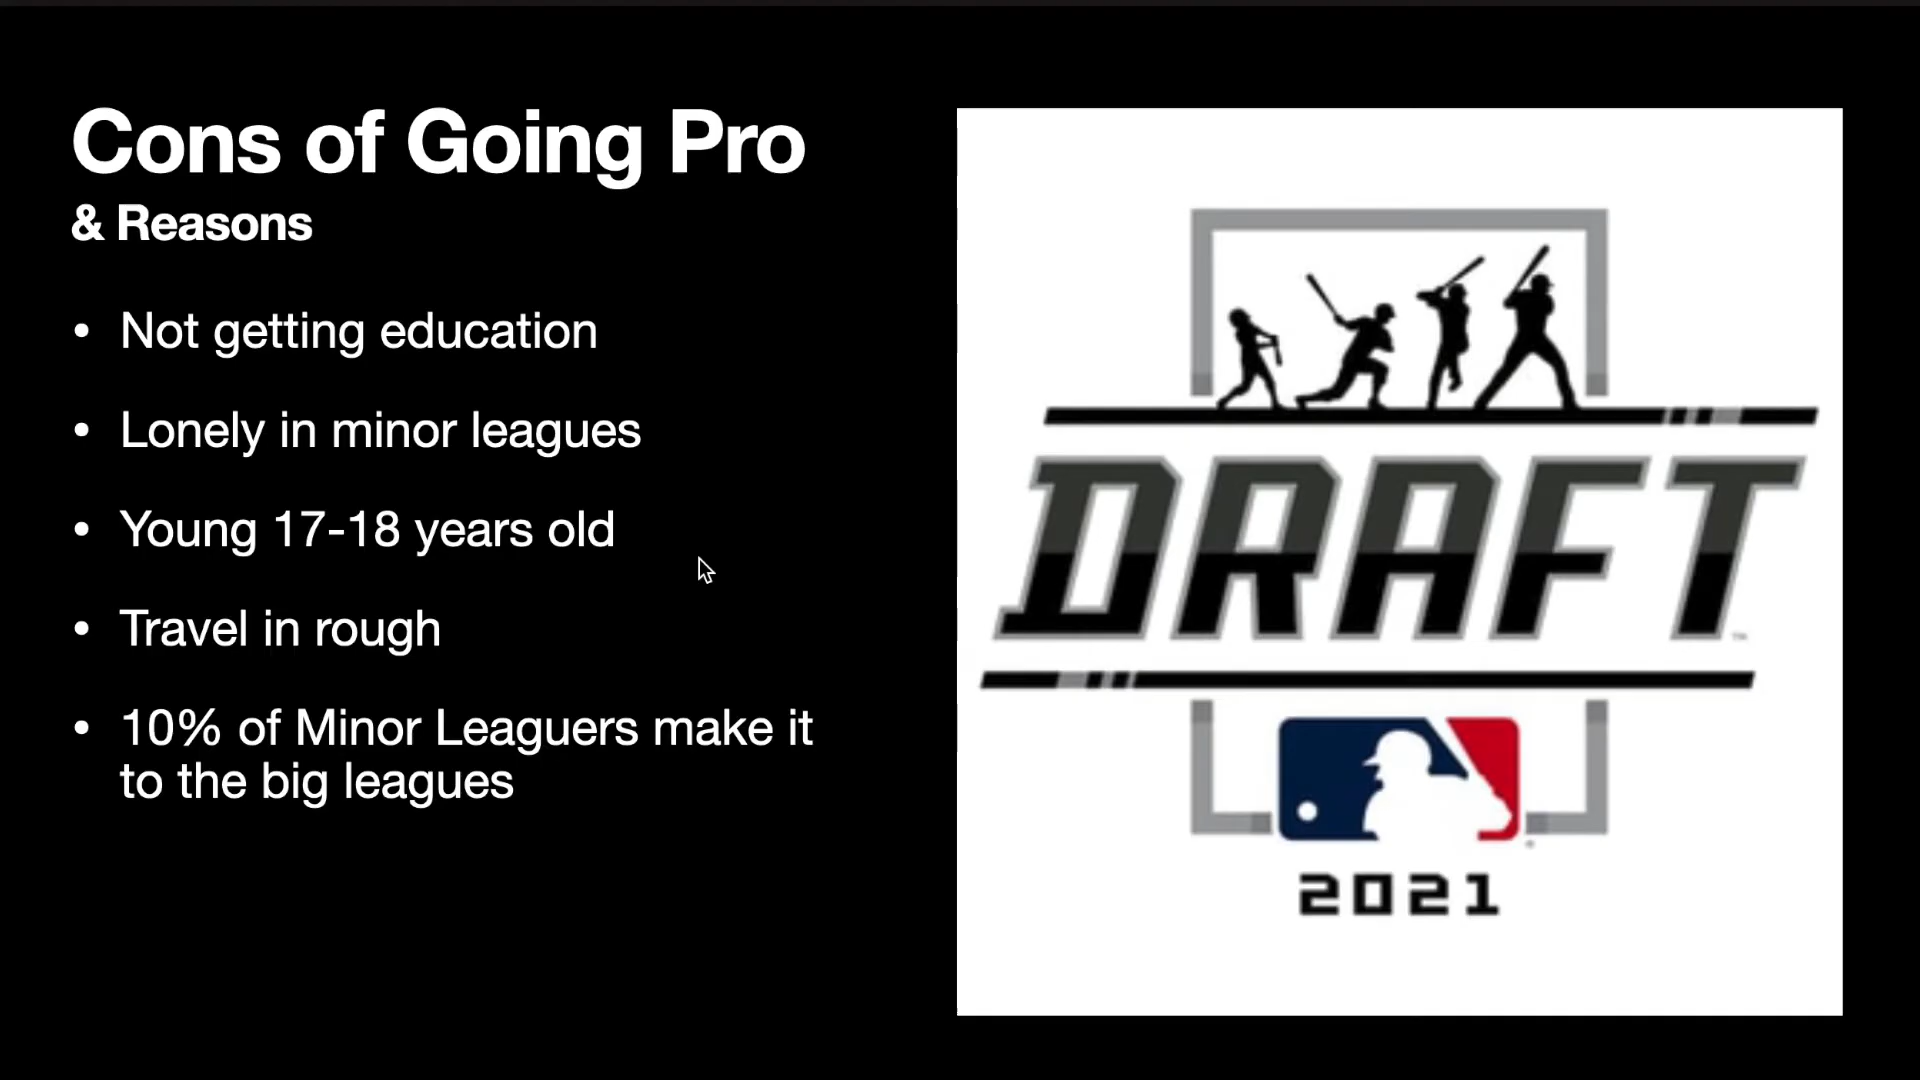 Cons of Going Pro
& Reasons
• Not getting education
• Lonely in minor leagues
• Young 17-18 years old
• Travel in rough
• 10% of Minor Leaguers make it
to the big leagues
DRAFT™
2021